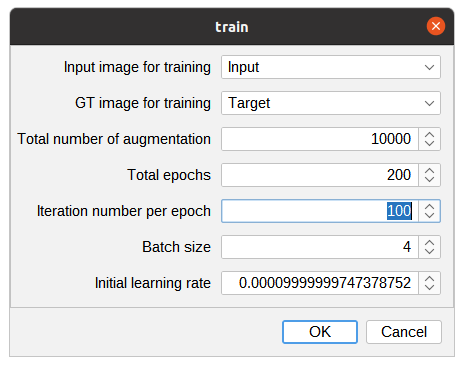 train
Input image for training Input
GT image for training Target
Total number of augmentation 10000
Total epochs 200
Iteration number per epoch 100
Batch size 4
Initial learning rate 0.00009999999747378752
OK Cancel